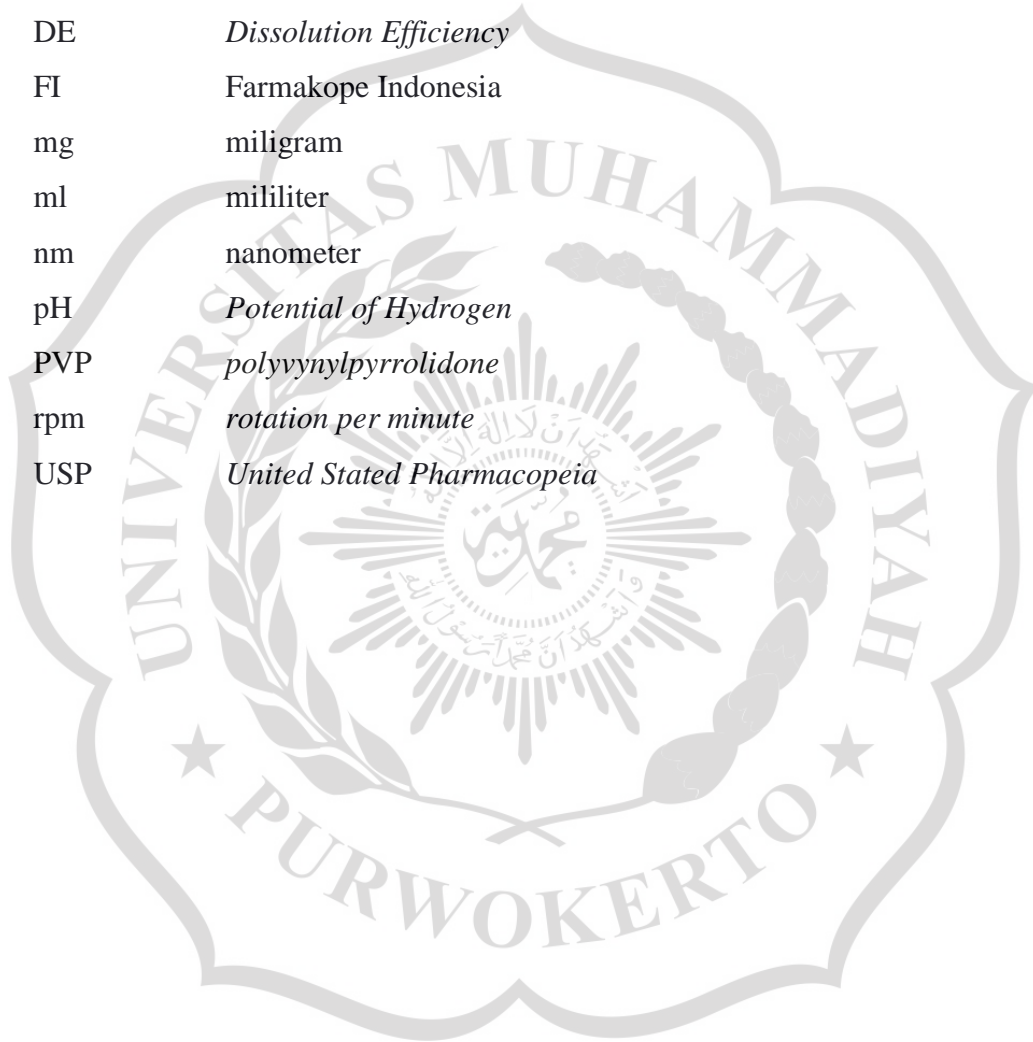 DE Dissolution Efficiency
FI Farmakope Indonesia
mg miligram
ml mililiter
nm nanometer
pH Potential of Hydrogen
PVP polyvynylpyrrolidone
rpm rotation per minute
USP United Stated Pharmacopeia
UNIVERSITAS MUHAMMADIYAH
PURWOKERTO
محمد